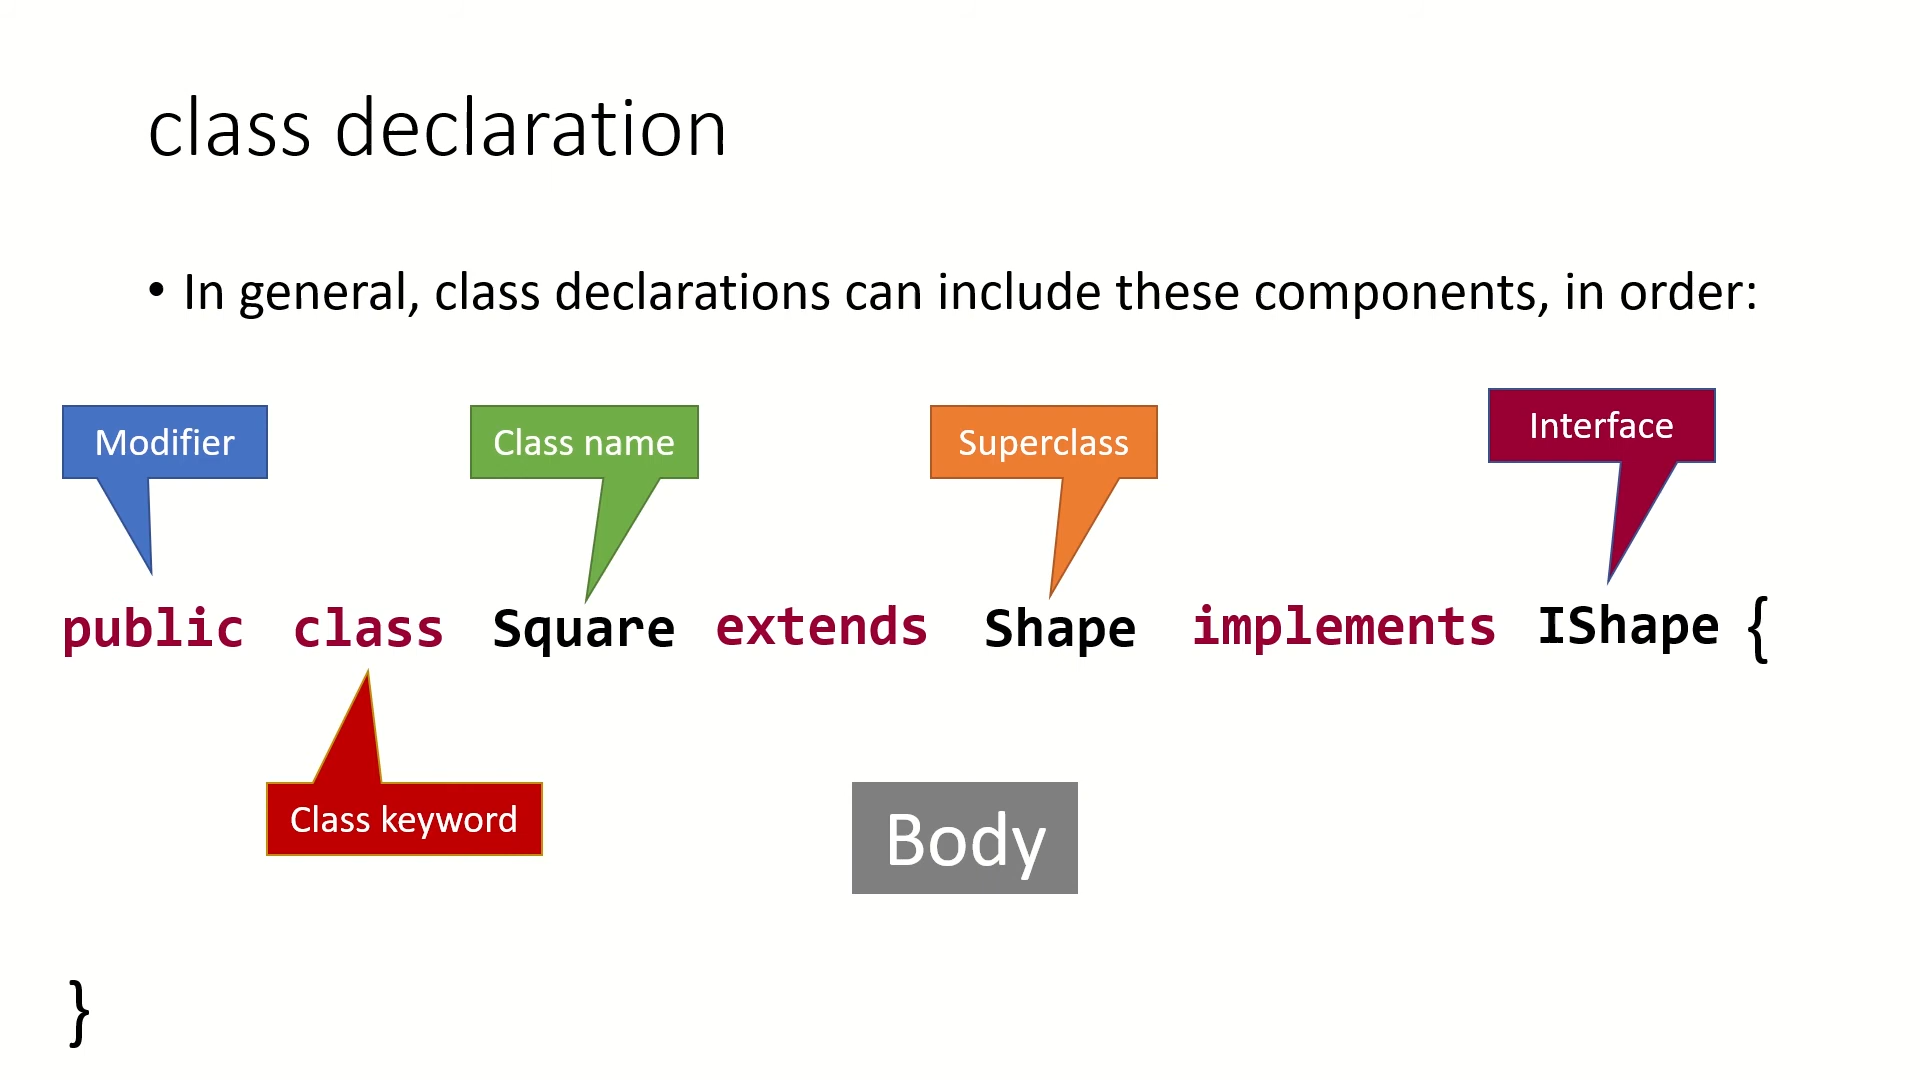 class declaration
• In general, class declarations can include these components, in order:
Modifier
Class name
Superclass
Interface
public class Square extends Shape implements IShape {
Class keyword
Body
}